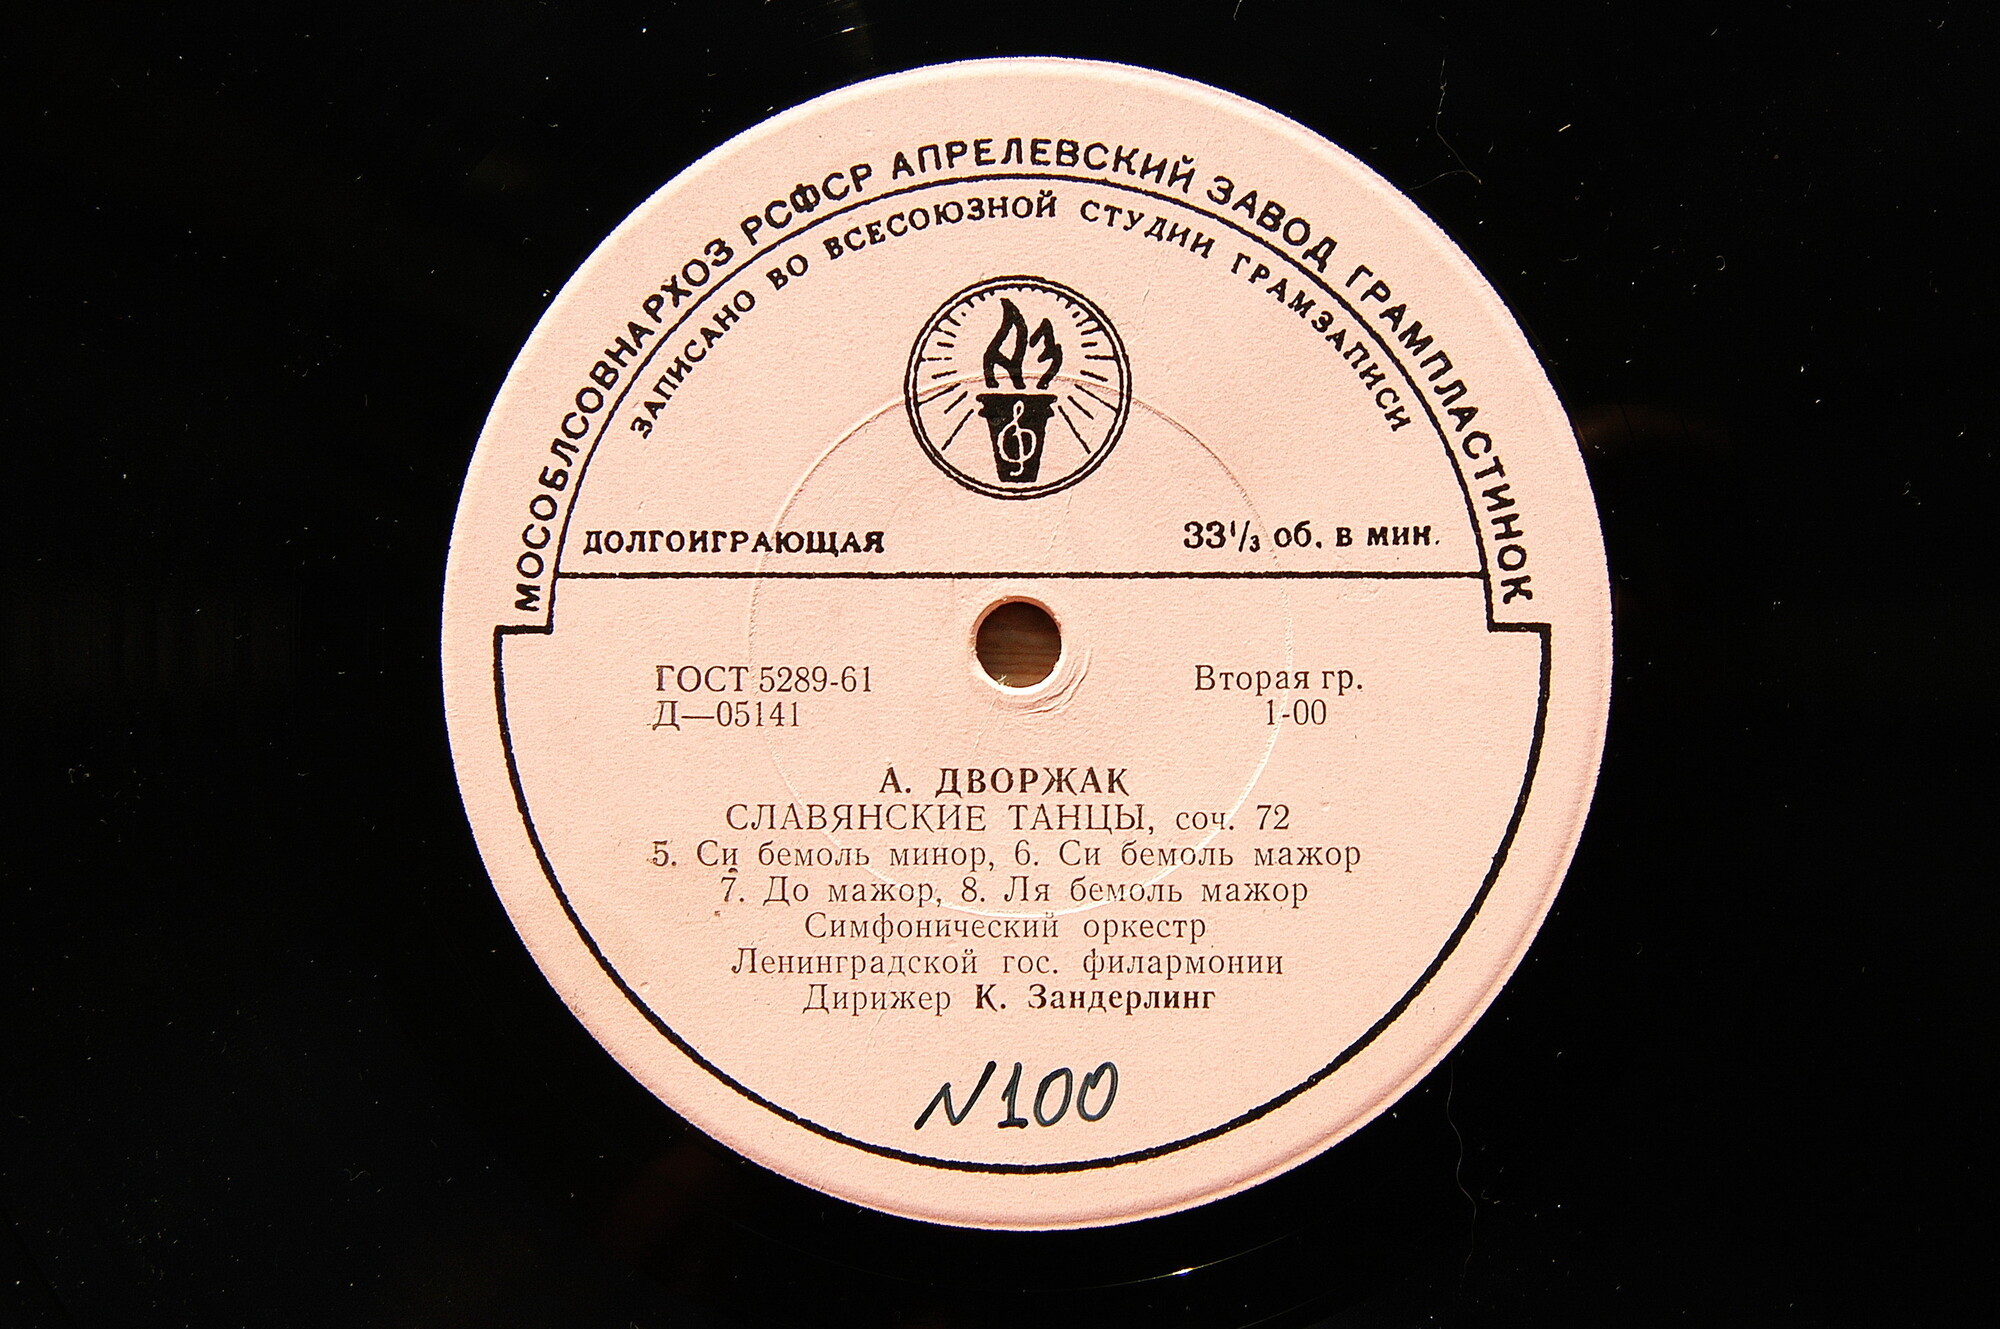 МОСОБЛСОВНАРХОЗ РСФСР АПРЕЛЕВСКИЙ ЗАВОД ГРАМПЛАСТИНОК
ЗАПИСАНО ВО ВСЕСОЮЗНОЙ СТУДИИ ГРАМЗАПИСИ
АЗ
ДОЛГОИГРАЮЩАЯ 33⅓ об. в мин.
ГОСТ 5289-61 Вторая гр.
Д—05141 1-00
А. ДВОРЖАК
СЛАВЯНСКИЕ ТАНЦЫ, соч. 72
5. Си бемоль минор, 6. Си бемоль мажор
7. До мажор, 8. Ля бемоль мажор
Симфонический оркестр
Ленинградской гос. филармонии
Дирижер К. Зандерлинг
N100